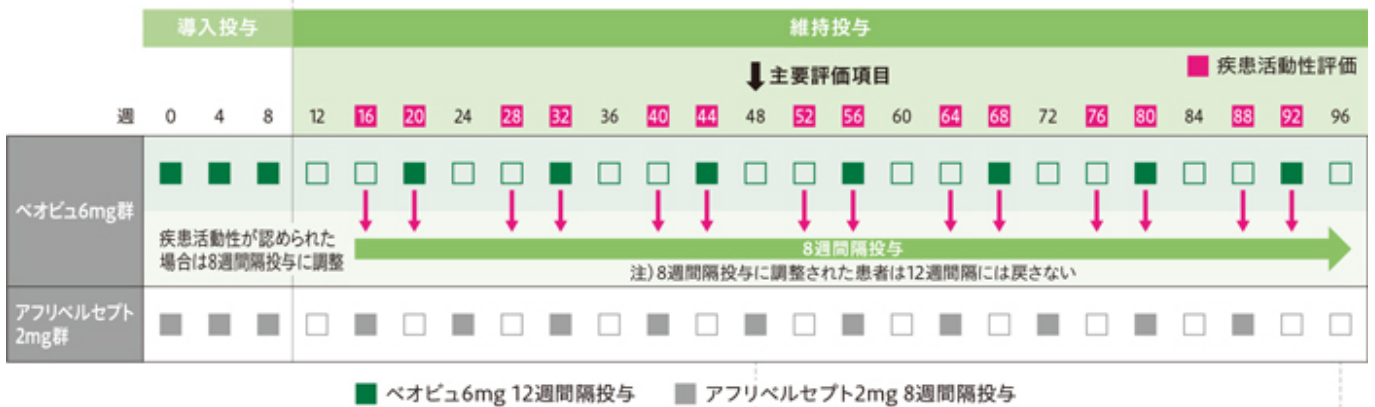 導入投与 維持投与
主要評価項目 疾患活動性評価
週 0 4 8 12 16 20 24 28 32 36 40 44 48 52 56 60 64 68 72 76 80 84 88 92 96
ベオビュ6mg群
疾患活動性が認められた
場合は8週間隔投与に調整
8週間隔投与
注)8週間隔投与に調整された患者は12週間隔には戻さない
アフリベルセプト
2mg群
ベオビュ6mg 12週間隔投与 アフリベルセプト2mg 8週間隔投与